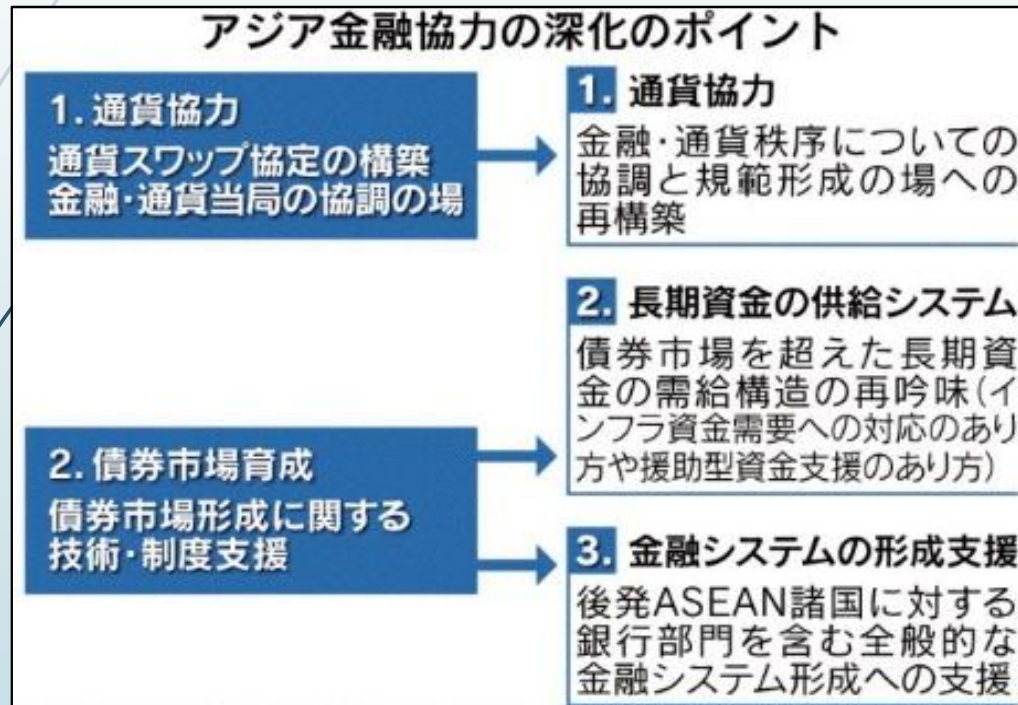 アジア金融協力の深化のポイント
1.通貨協力
通貨スワップ協定の構築
金融・通貨当局の協調の場
1. 通貨協力
金融・通貨秩序についての
協調と規範形成の場への
再構築
2. 長期資金の供給システム
債券市場を超えた長期資
金の需給構造の再吟味(イ
ンフラ資金需要への対応のあり
方や援助型資金支援のあり方)
2.債券市場育成
債券市場形成に関する
技術・制度支援
3. 金融システムの形成支援
後発ASEAN諸国に対する
銀行部門を含む全般的な
金融システム形成への支援